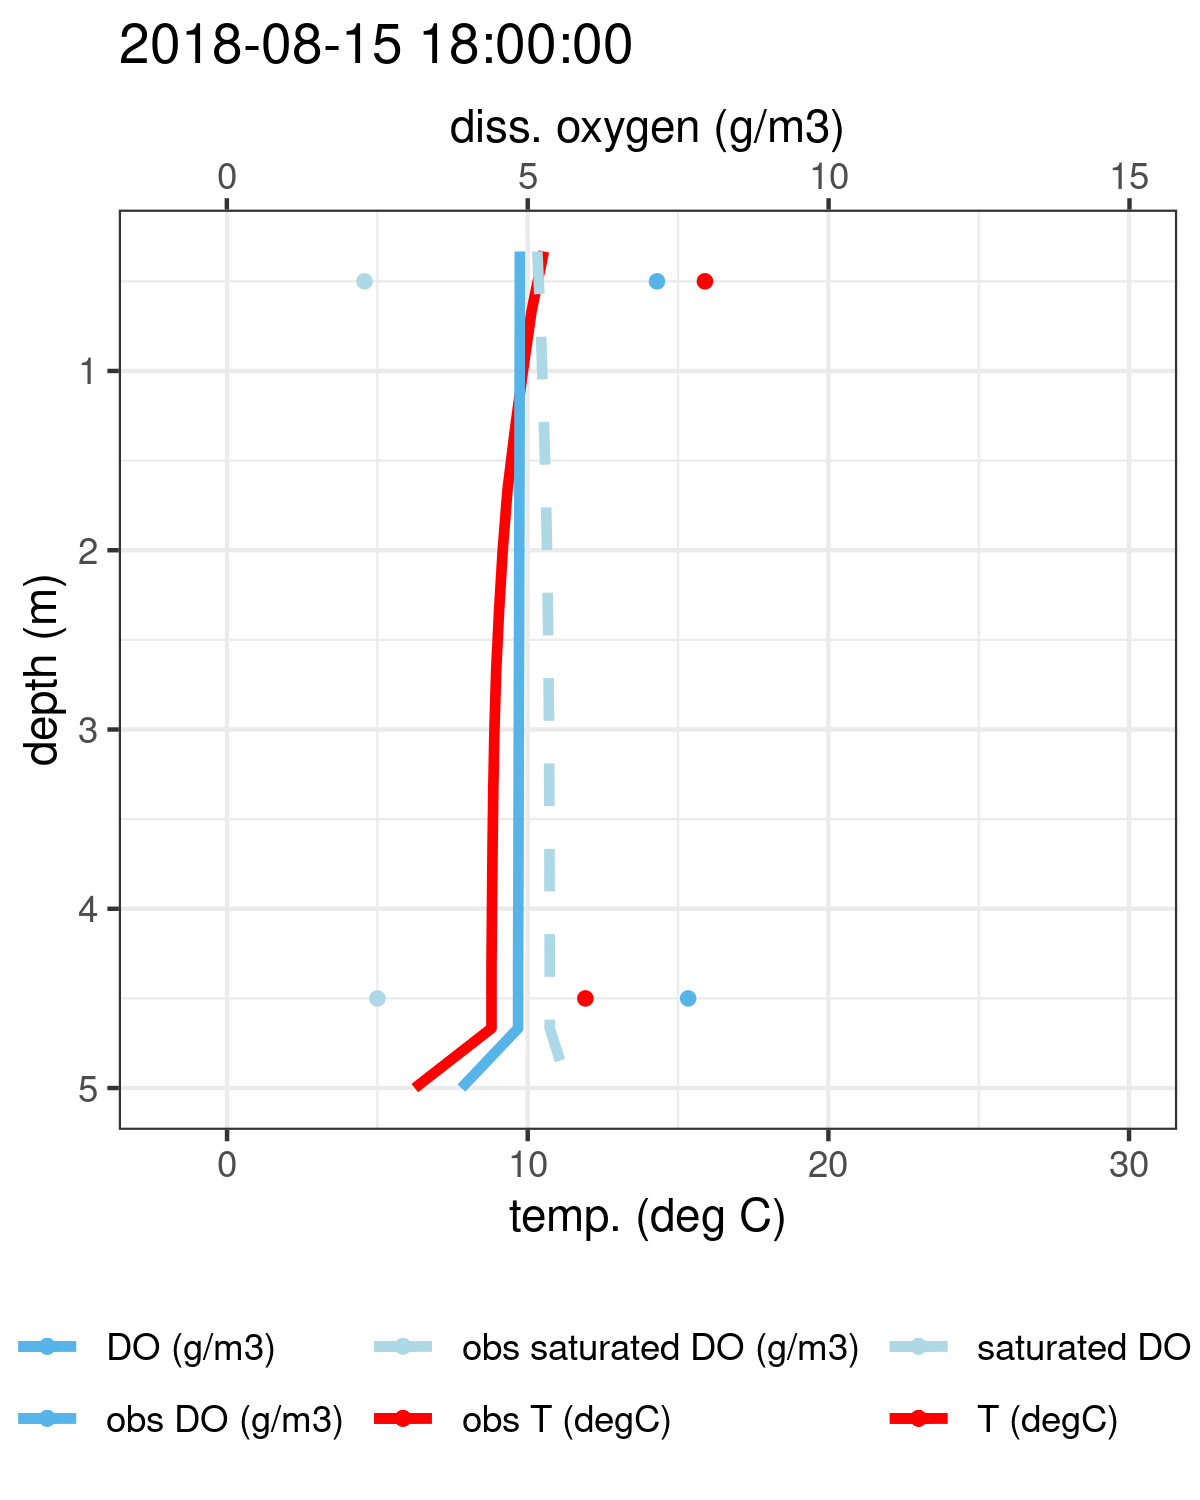 2018-08-15 18:00:00
diss. oxygen (g/m3)
0 5 10 15
depth (m)
1
2
3
4
5
0 10 20 30
temp. (deg C)
DO (g/m3) obs saturated DO (g/m3) saturated DO
obs DO (g/m3) obs T (degC) T (degC)